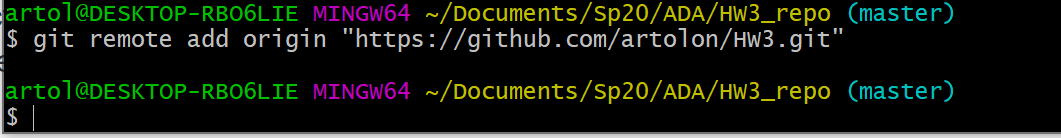 artol@DESKTOP-RBO6LIE MINGW64 ~/Documents/Sp20/ADA/HW3_repo (master)
$ git remote add origin "https://github.com/artolon/HW3.git"
artol@DESKTOP-RBO6LIE MINGW64 ~/Documents/Sp20/ADA/HW3_repo (master)
$